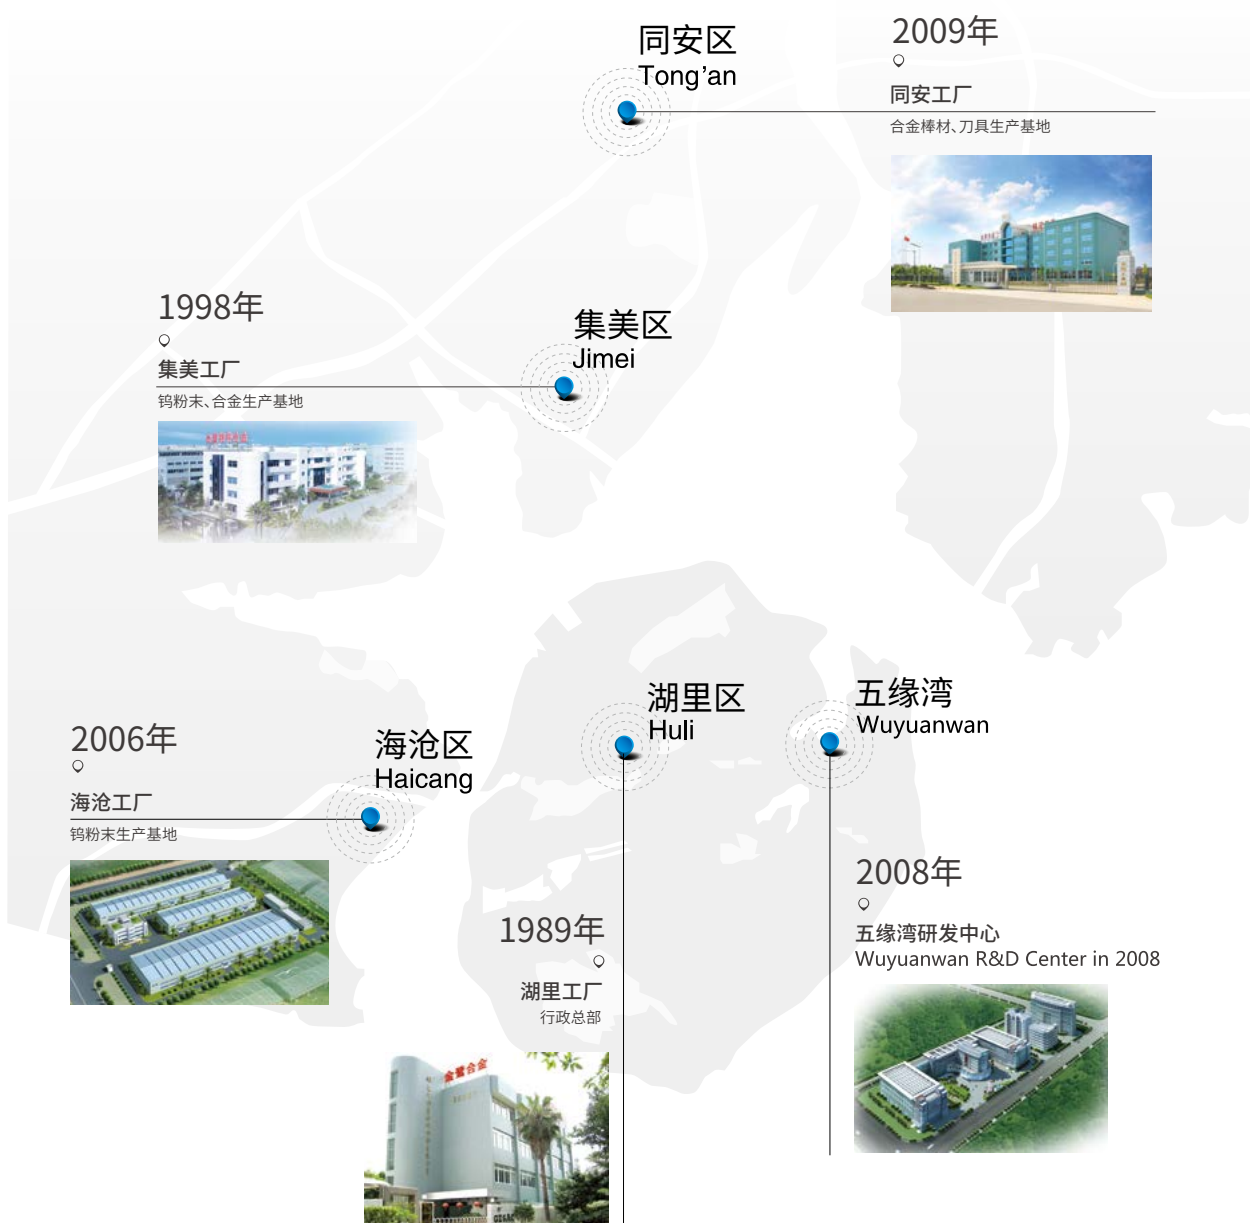 同安区
Tong'an
2009年
同安工厂
合金棒材、刀具生产基地
1998年
集美工厂
钨粉末、合金生产基地
集美区
Jimei
湖里区
Huli
五缘湾
Wuyuanwan
2006年
海沧工厂
钨粉末生产基地
海沧区
Haicang
2008年
五缘湾研发中心
Wuyuanwan R&D Center in 2008
1989年
湖里工厂
行政总部
金鹭合金